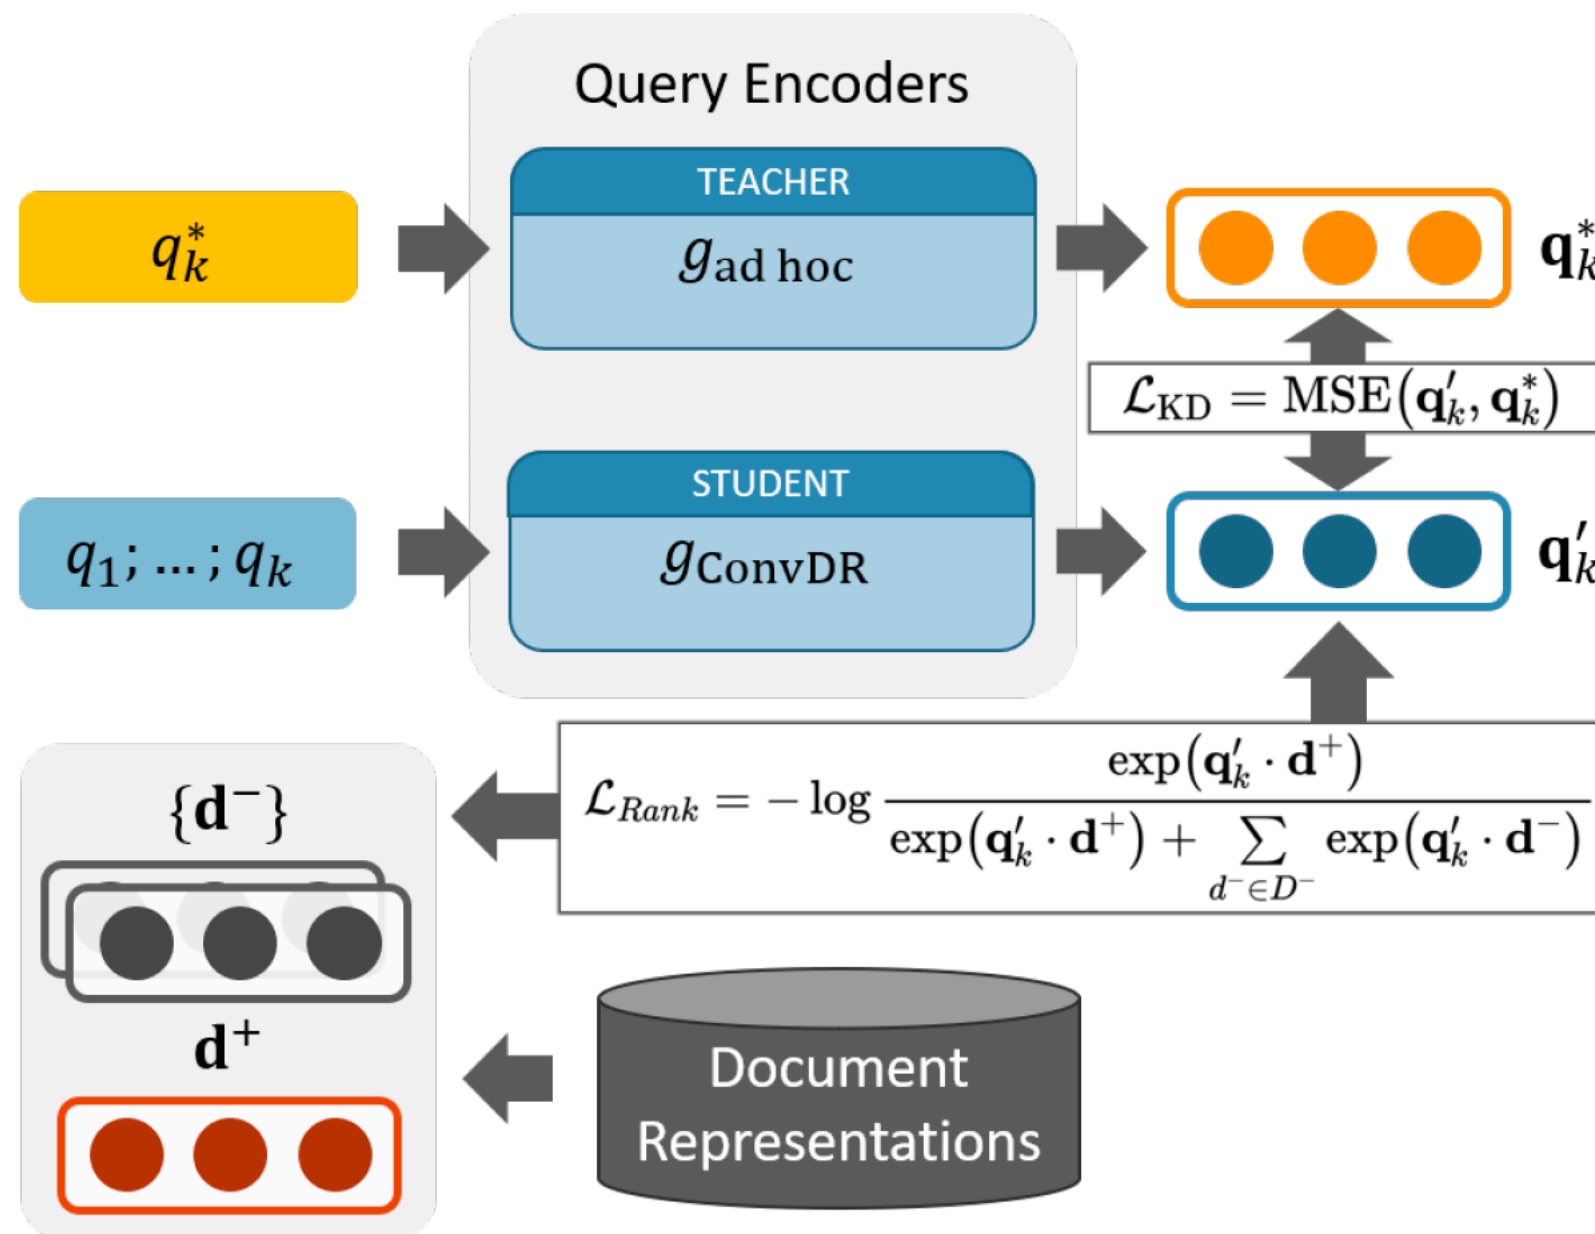 Query Encoders
TEACHER
q_k^*
g_ad hoc
𝐪_k^*
ℒ_KD = MSE(𝐪′_k, 𝐪_k^*)
STUDENT
q_1; … ; q_k
g_ConvDR
𝐪′_k
{𝐝^−}
ℒ_Rank = − log exp(𝐪′_k · 𝐝^+) / exp(𝐪′_k · 𝐝^+) + ∑_{d^−∈D^−} exp(𝐪′_k · 𝐝^−)
𝐝^+
Document
Representations